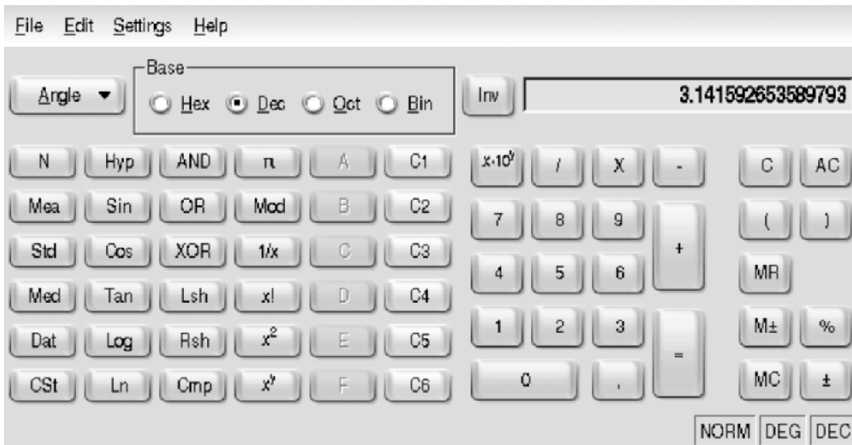 File Edit Settings Help
Base
Angle Hex Dec Oct Bin Inv 3.141592653589793
N Hyp AND π A C1 x·10^y / X - C AC
Mea Sin OR Mod B C2 7 8 9 + ( )
Std Cos XOR 1/x C C3 4 5 6 MR
Med Tan Lsh x! D C4
Dat Log Rsh x² E C5 1 2 3 = M± %
CSt Ln Cmp x^y F C6 0 , MC ±
NORM DEG DEC